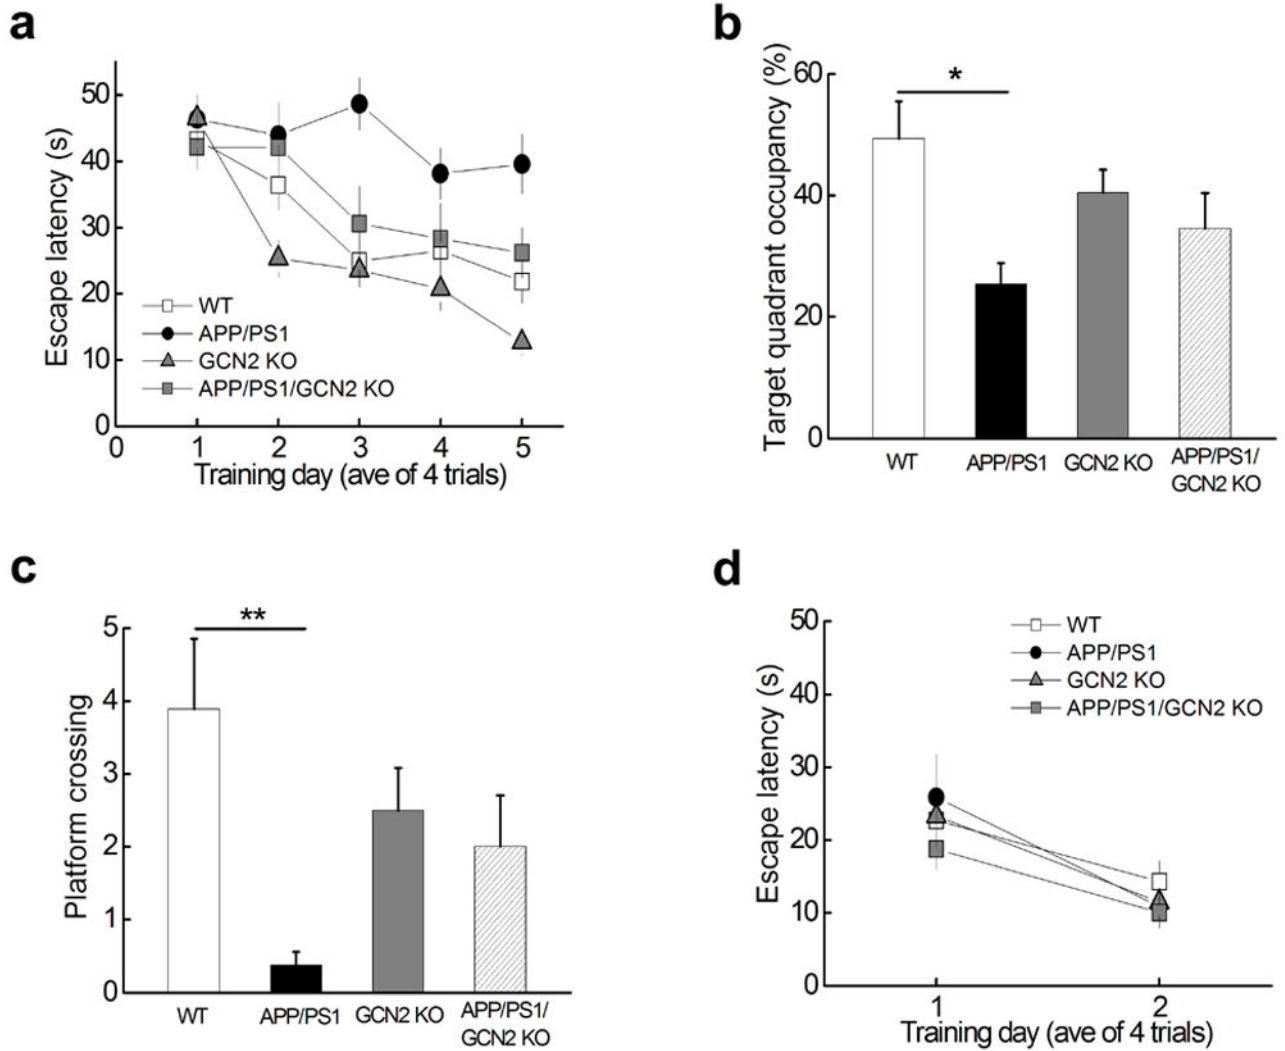 a
Escape latency (s)
50
40
30
20
10
0
WT
APP/PS1
GCN2 KO
APP/PS1/GCN2 KO
0 1 2 3 4 5
Training day (ave of 4 trials)
b
Target quadrant occupancy (%)
60
40
20
0
*
WT APP/PS1 GCN2 KO APP/PS1/
GCN2 KO
c
Platform crossing
5
4
3
2
1
0
**
WT APP/PS1 GCN2 KO APP/PS1/
GCN2 KO
d
Escape latency (s)
50
40
30
20
10
0
WT
APP/PS1
GCN2 KO
APP/PS1/GCN2 KO
1 2
Training day (ave of 4 trials)